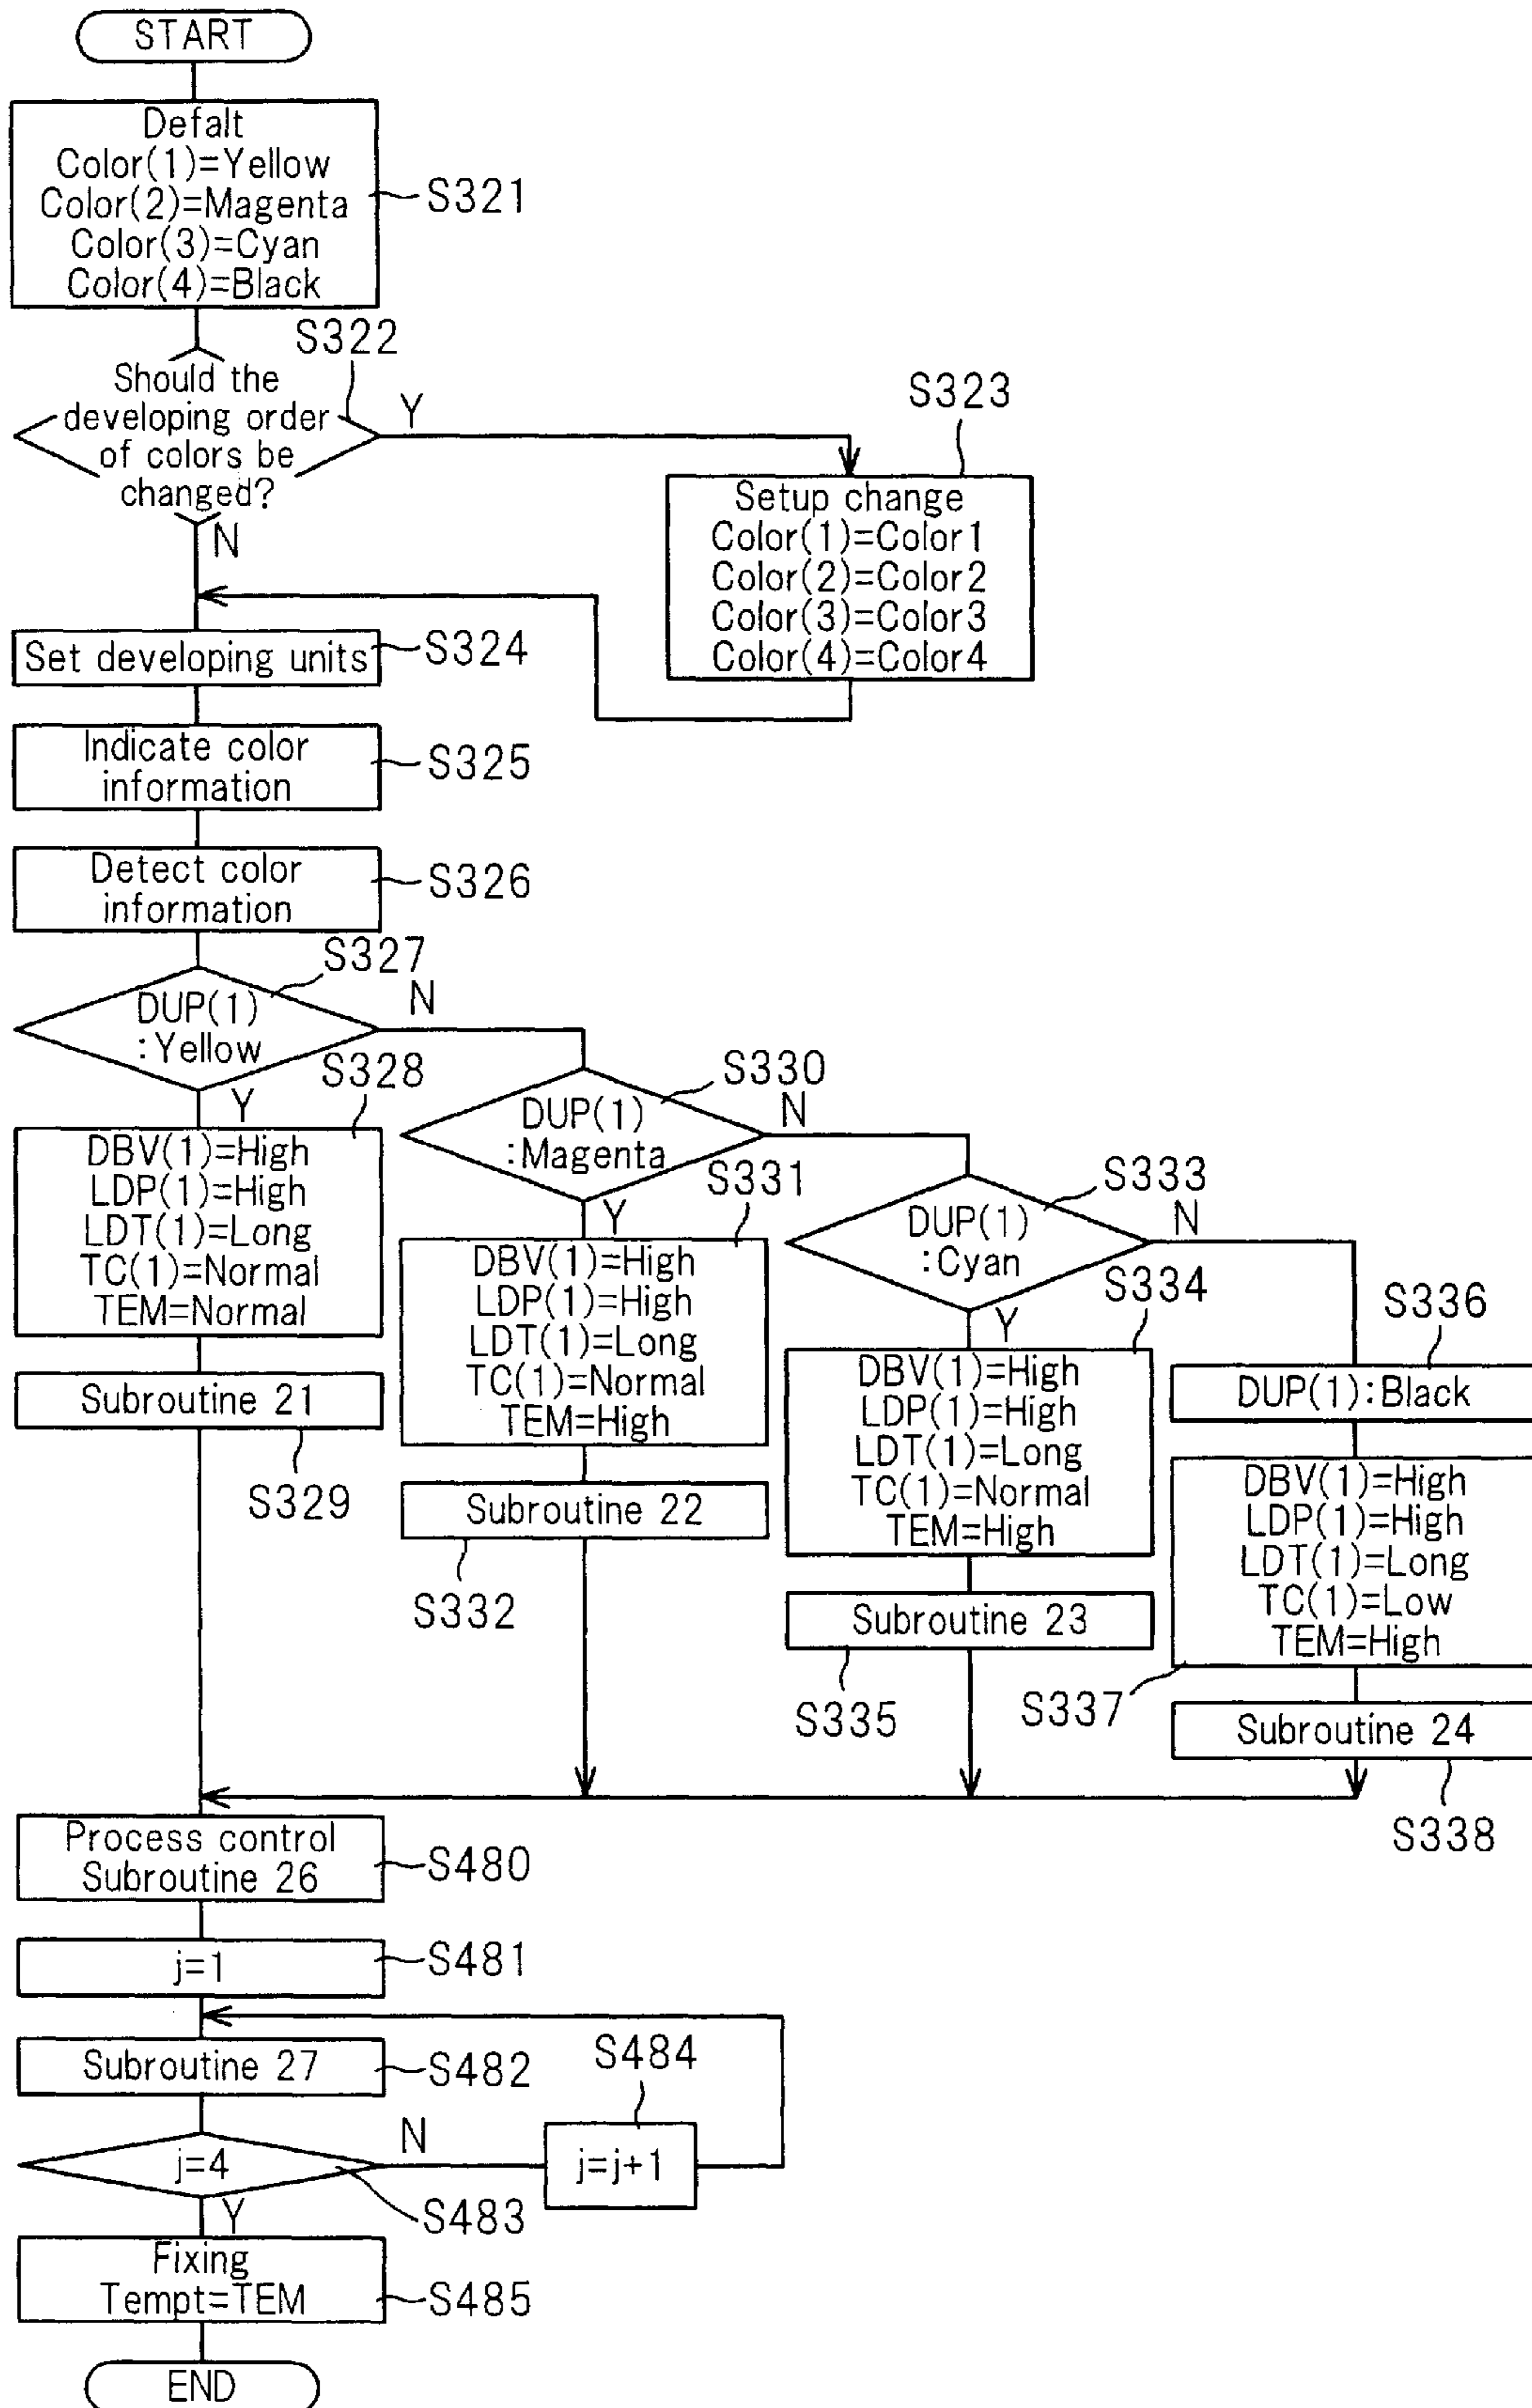 START
Defalt
Color(1)=Yellow
Color(2)=Magenta
Color(3)=Cyan
Color(4)=Black
S321
S322
Should the
developing order
of colors be
changed?
Y
N
S323
Setup change
Color(1)=Color1
Color(2)=Color2
Color(3)=Color3
Color(4)=Color4
Set developing units
S324
Indicate color
information
S325
Detect color
information
S326
S327
DUP(1)
:Yellow
N
Y
S328
DBV(1)=High
LDP(1)=High
LDT(1)=Long
TC(1)=Normal
TEM=Normal
Subroutine 21
S329
S330
DUP(1)
:Magenta
N
Y
S331
DBV(1)=High
LDP(1)=High
LDT(1)=Long
TC(1)=Normal
TEM=High
Subroutine 22
S332
S333
DUP(1)
:Cyan
N
Y
S334
DBV(1)=High
LDP(1)=High
LDT(1)=Long
TC(1)=Normal
TEM=High
Subroutine 23
S335
S336
DUP(1):Black
DBV(1)=High
LDP(1)=High
LDT(1)=Long
TC(1)=Low
TEM=High
S337
Subroutine 24
S338
Process control
Subroutine 26
S480
j=1
S481
Subroutine 27
S482
S484
j=4
N
j=j+1
Y
S483
Fixing
Tempt=TEM
S485
END